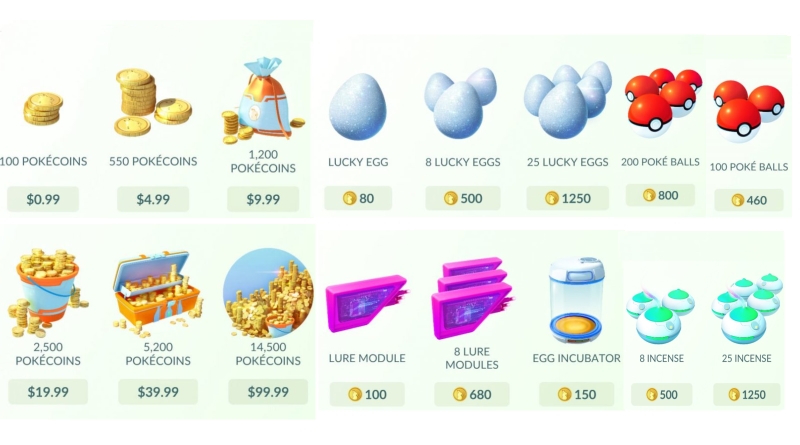 100 POKÉCOINS
$0.99
550 POKÉCOINS
$4.99
1,200
POKÉCOINS
$9.99
LUCKY EGG
80
8 LUCKY EGGS
500
25 LUCKY EGGS
1250
200 POKÉ BALLS
800
100 POKÉ BALLS
460
2,500
POKÉCOINS
$19.99
5,200
POKÉCOINS
$39.99
14,500
POKÉCOINS
$99.99
LURE MODULE
100
8 LURE
MODULES
680
EGG INCUBATOR
150
8 INCENSE
500
25 INCENSE
1250